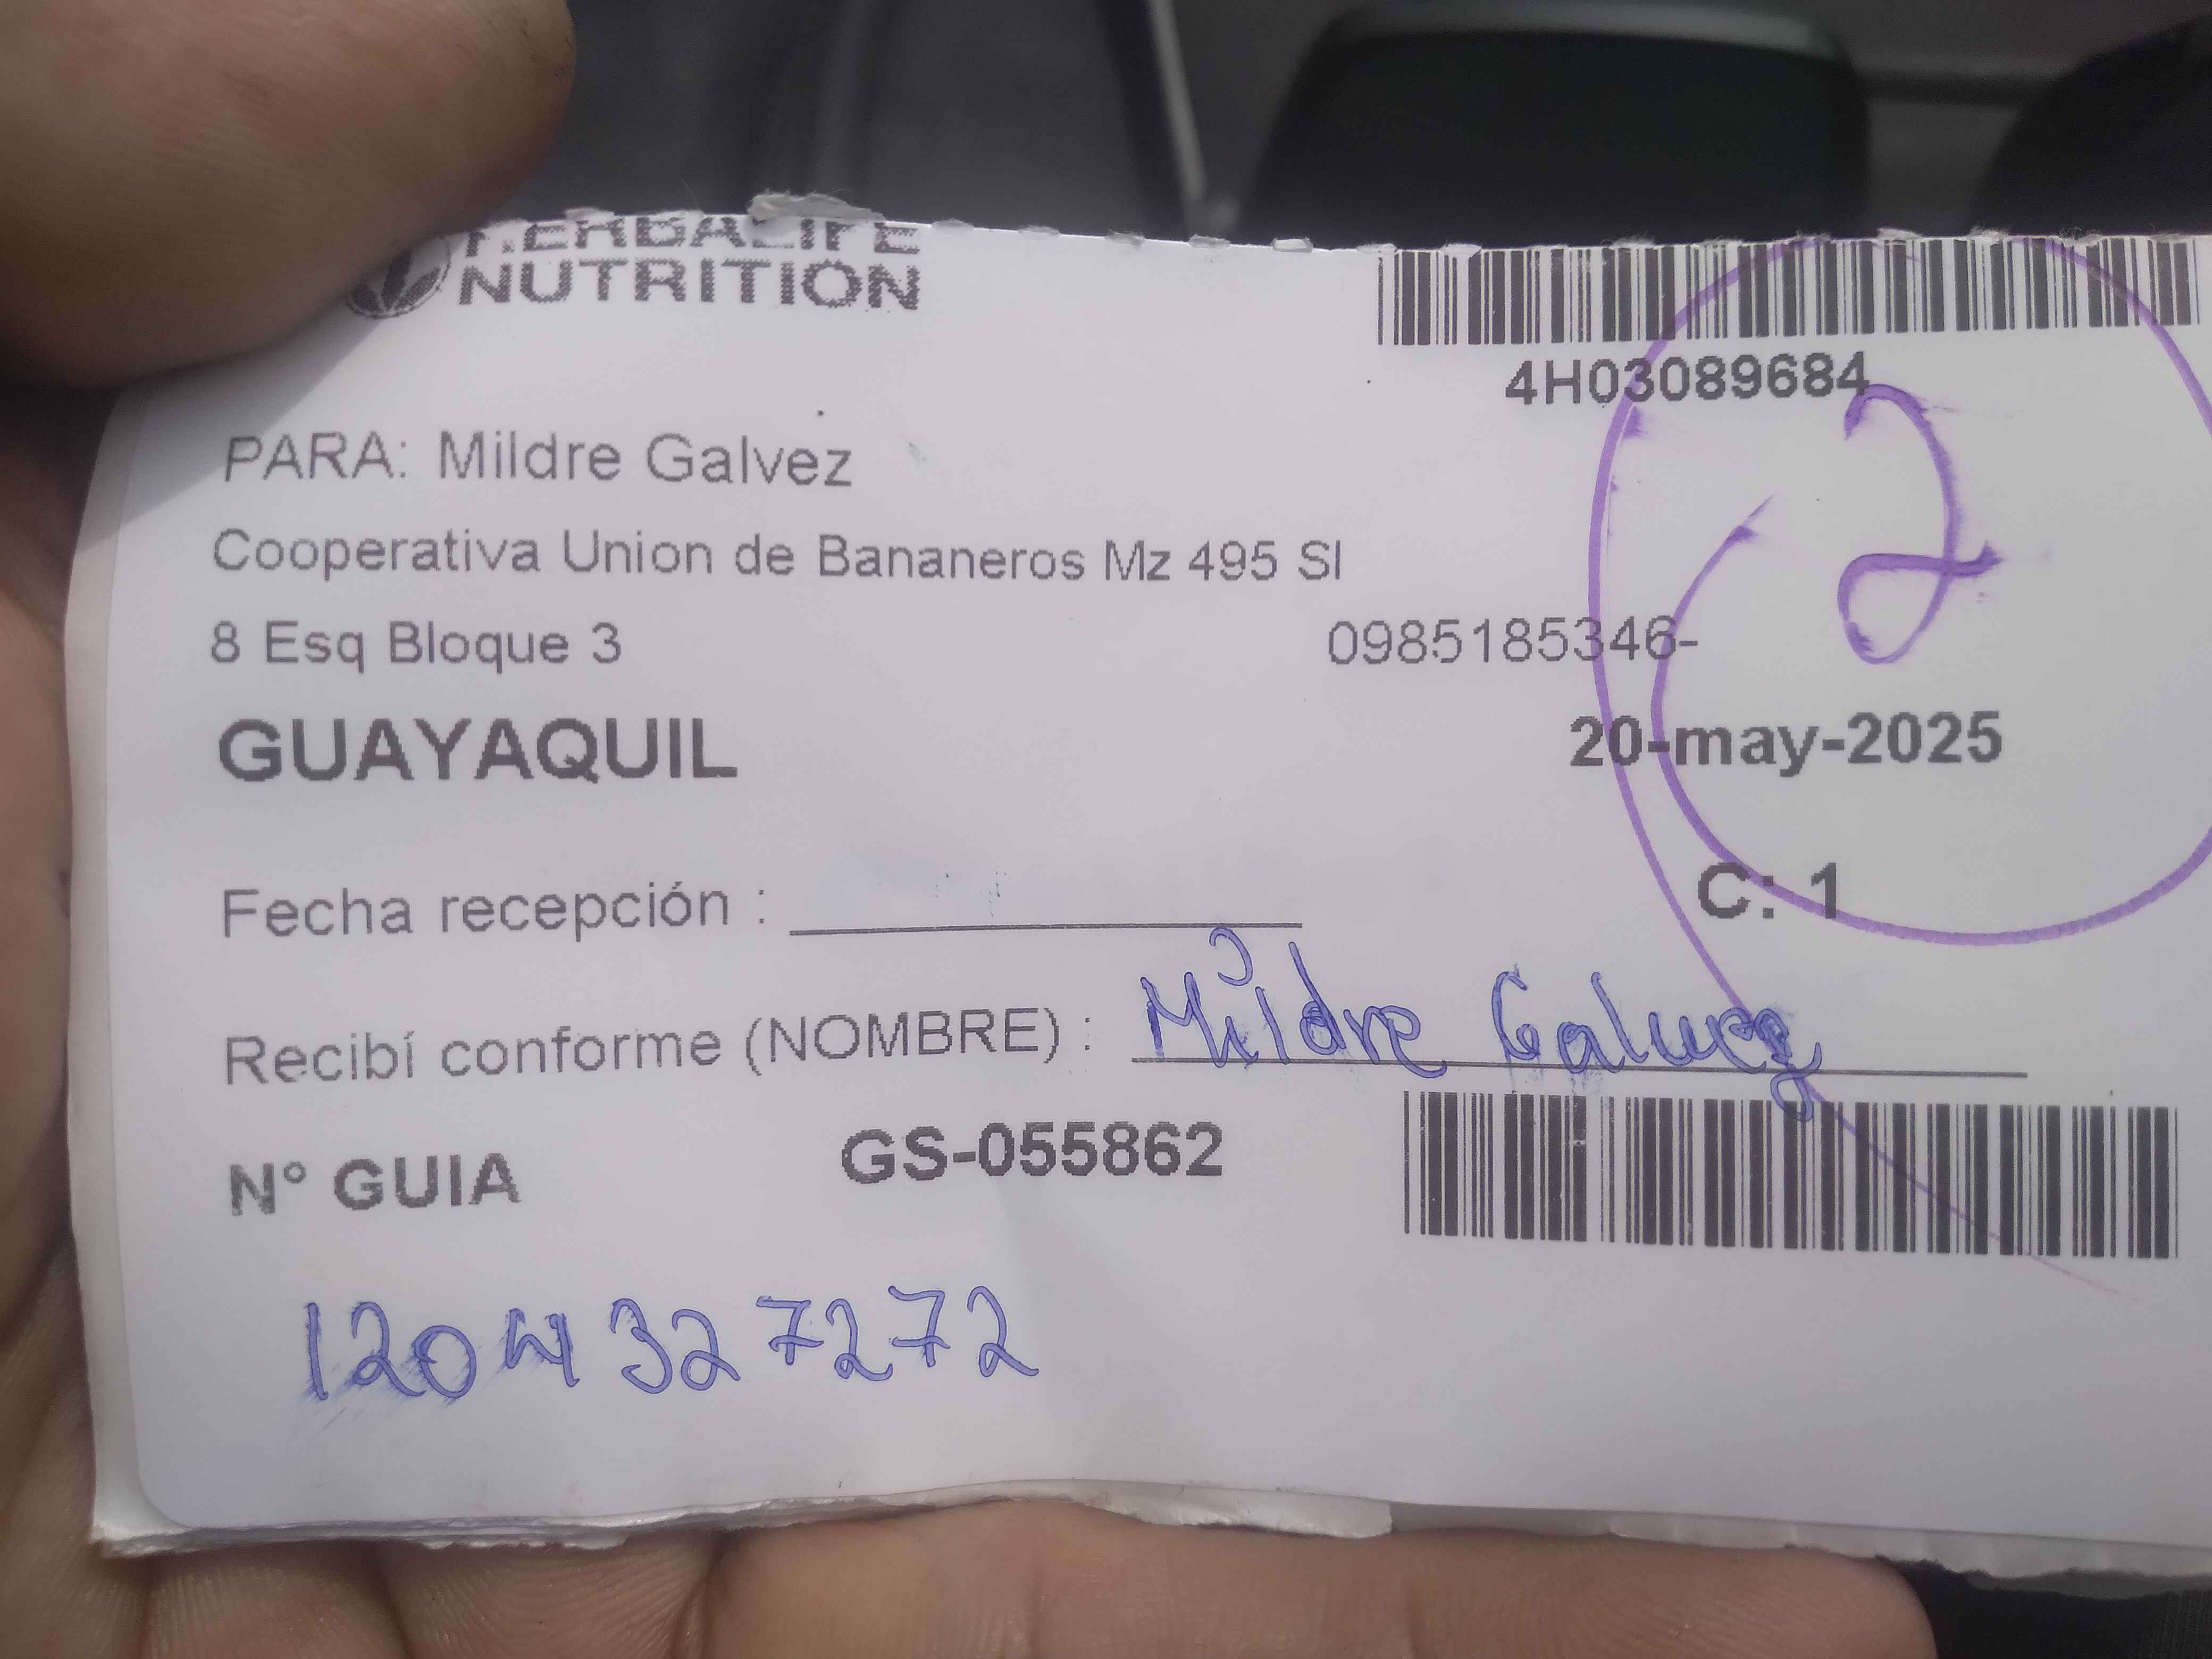 HERBALIFE
NUTRITION
4H03089684
PARA: Mildre Galvez
Cooperativa Union de Bananeros Mz 495 Sl
8 Esq Bloque 3
0985185346-
GUAYAQUIL
20-may-2025
2
C: 1
Fecha recepción :
Recibí conforme (NOMBRE) : Mildre Galvez
N° GUIA GS-055862
1204327272